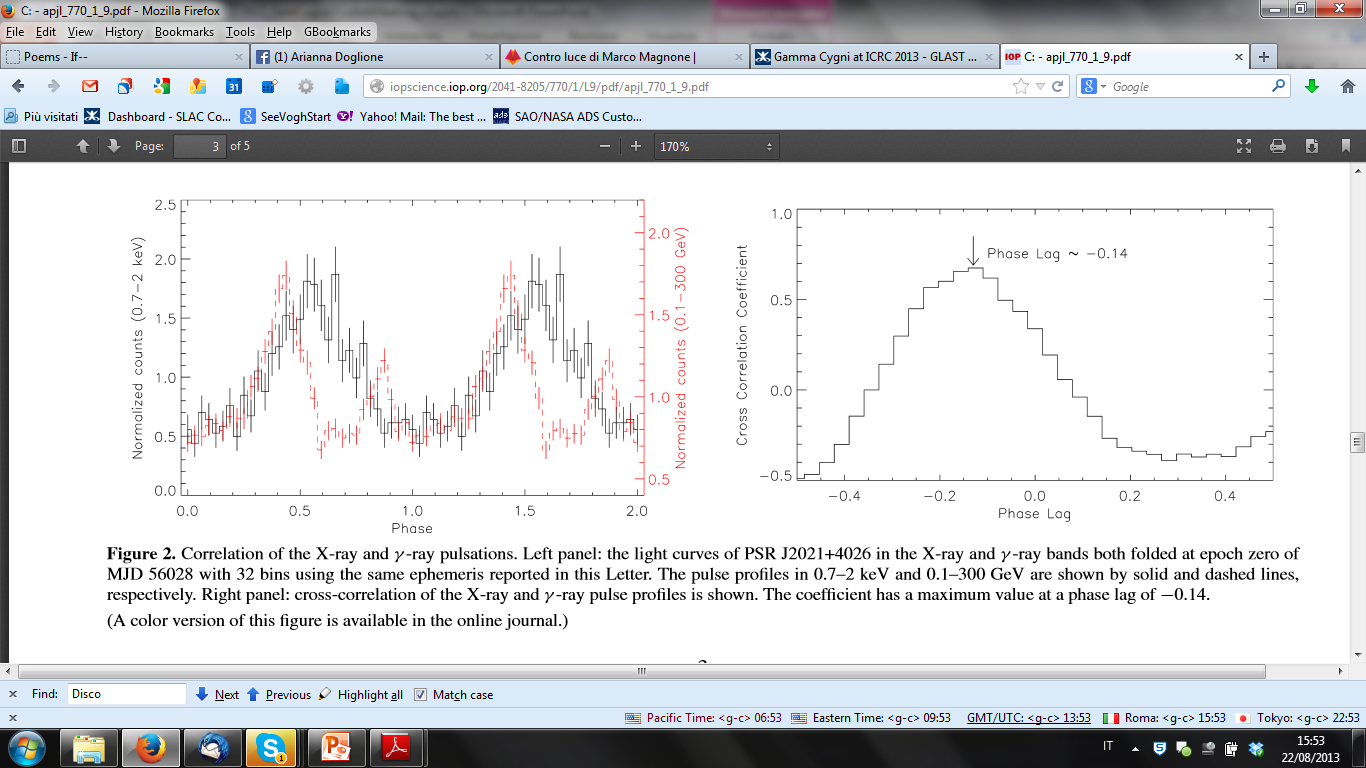 C: - apjl_770_1_9.pdf - Mozilla Firefox
File Edit View History Bookmarks Tools Help GBookmarks
Poems - If-- (1) Arianna Doglione Contro luce di Marco Magnone | Gamma Cygni at ICRC 2013 - GLAST ... IOP C: - apjl_770_1_9.pdf
31 iopscience.iop.org/2041-8205/770/1/L9/pdf/apjl_770_1_9.pdf 8 Google
Più visitati Dashboard - SLAC Co... 8 SeeVoghStart Yahoo! Mail: The best ... ads SAO/NASA ADS Custo...
Page: 3 of 5 170%
2.5
2.0
1.5
1.0
0.5
0.0
Normalized counts (0.7−2 keV)
0.0 0.5 1.0 1.5 2.0
Phase
2.0
1.5
1.0
0.5
Normalized counts (0.1−300 GeV)
1.0
0.5
0.0
−0.5
Cross Correlation Coefficient
Phase Lag ~ −0.14
−0.4 −0.2 0.0 0.2 0.4
Phase Lag
Figure 2. Correlation of the X-ray and γ-ray pulsations. Left panel: the light curves of PSR J2021+4026 in the X-ray and γ-ray bands both folded at epoch zero of
MJD 56028 with 32 bins using the same ephemeris reported in this Letter. The pulse profiles in 0.7–2 keV and 0.1–300 GeV are shown by solid and dashed lines,
respectively. Right panel: cross-correlation of the X-ray and γ-ray pulse profiles is shown. The coefficient has a maximum value at a phase lag of −0.14.
(A color version of this figure is available in the online journal.)
Find: Disco Next Previous Highlight all Match case
Pacific Time: <g-c> 06:53 Eastern Time: <g-c> 09:53 GMT/UTC: <g-c> 13:53 Roma: <g-c> 15:53 Tokyo: <g-c> 22:53
1 IT 15:53
22/08/2013